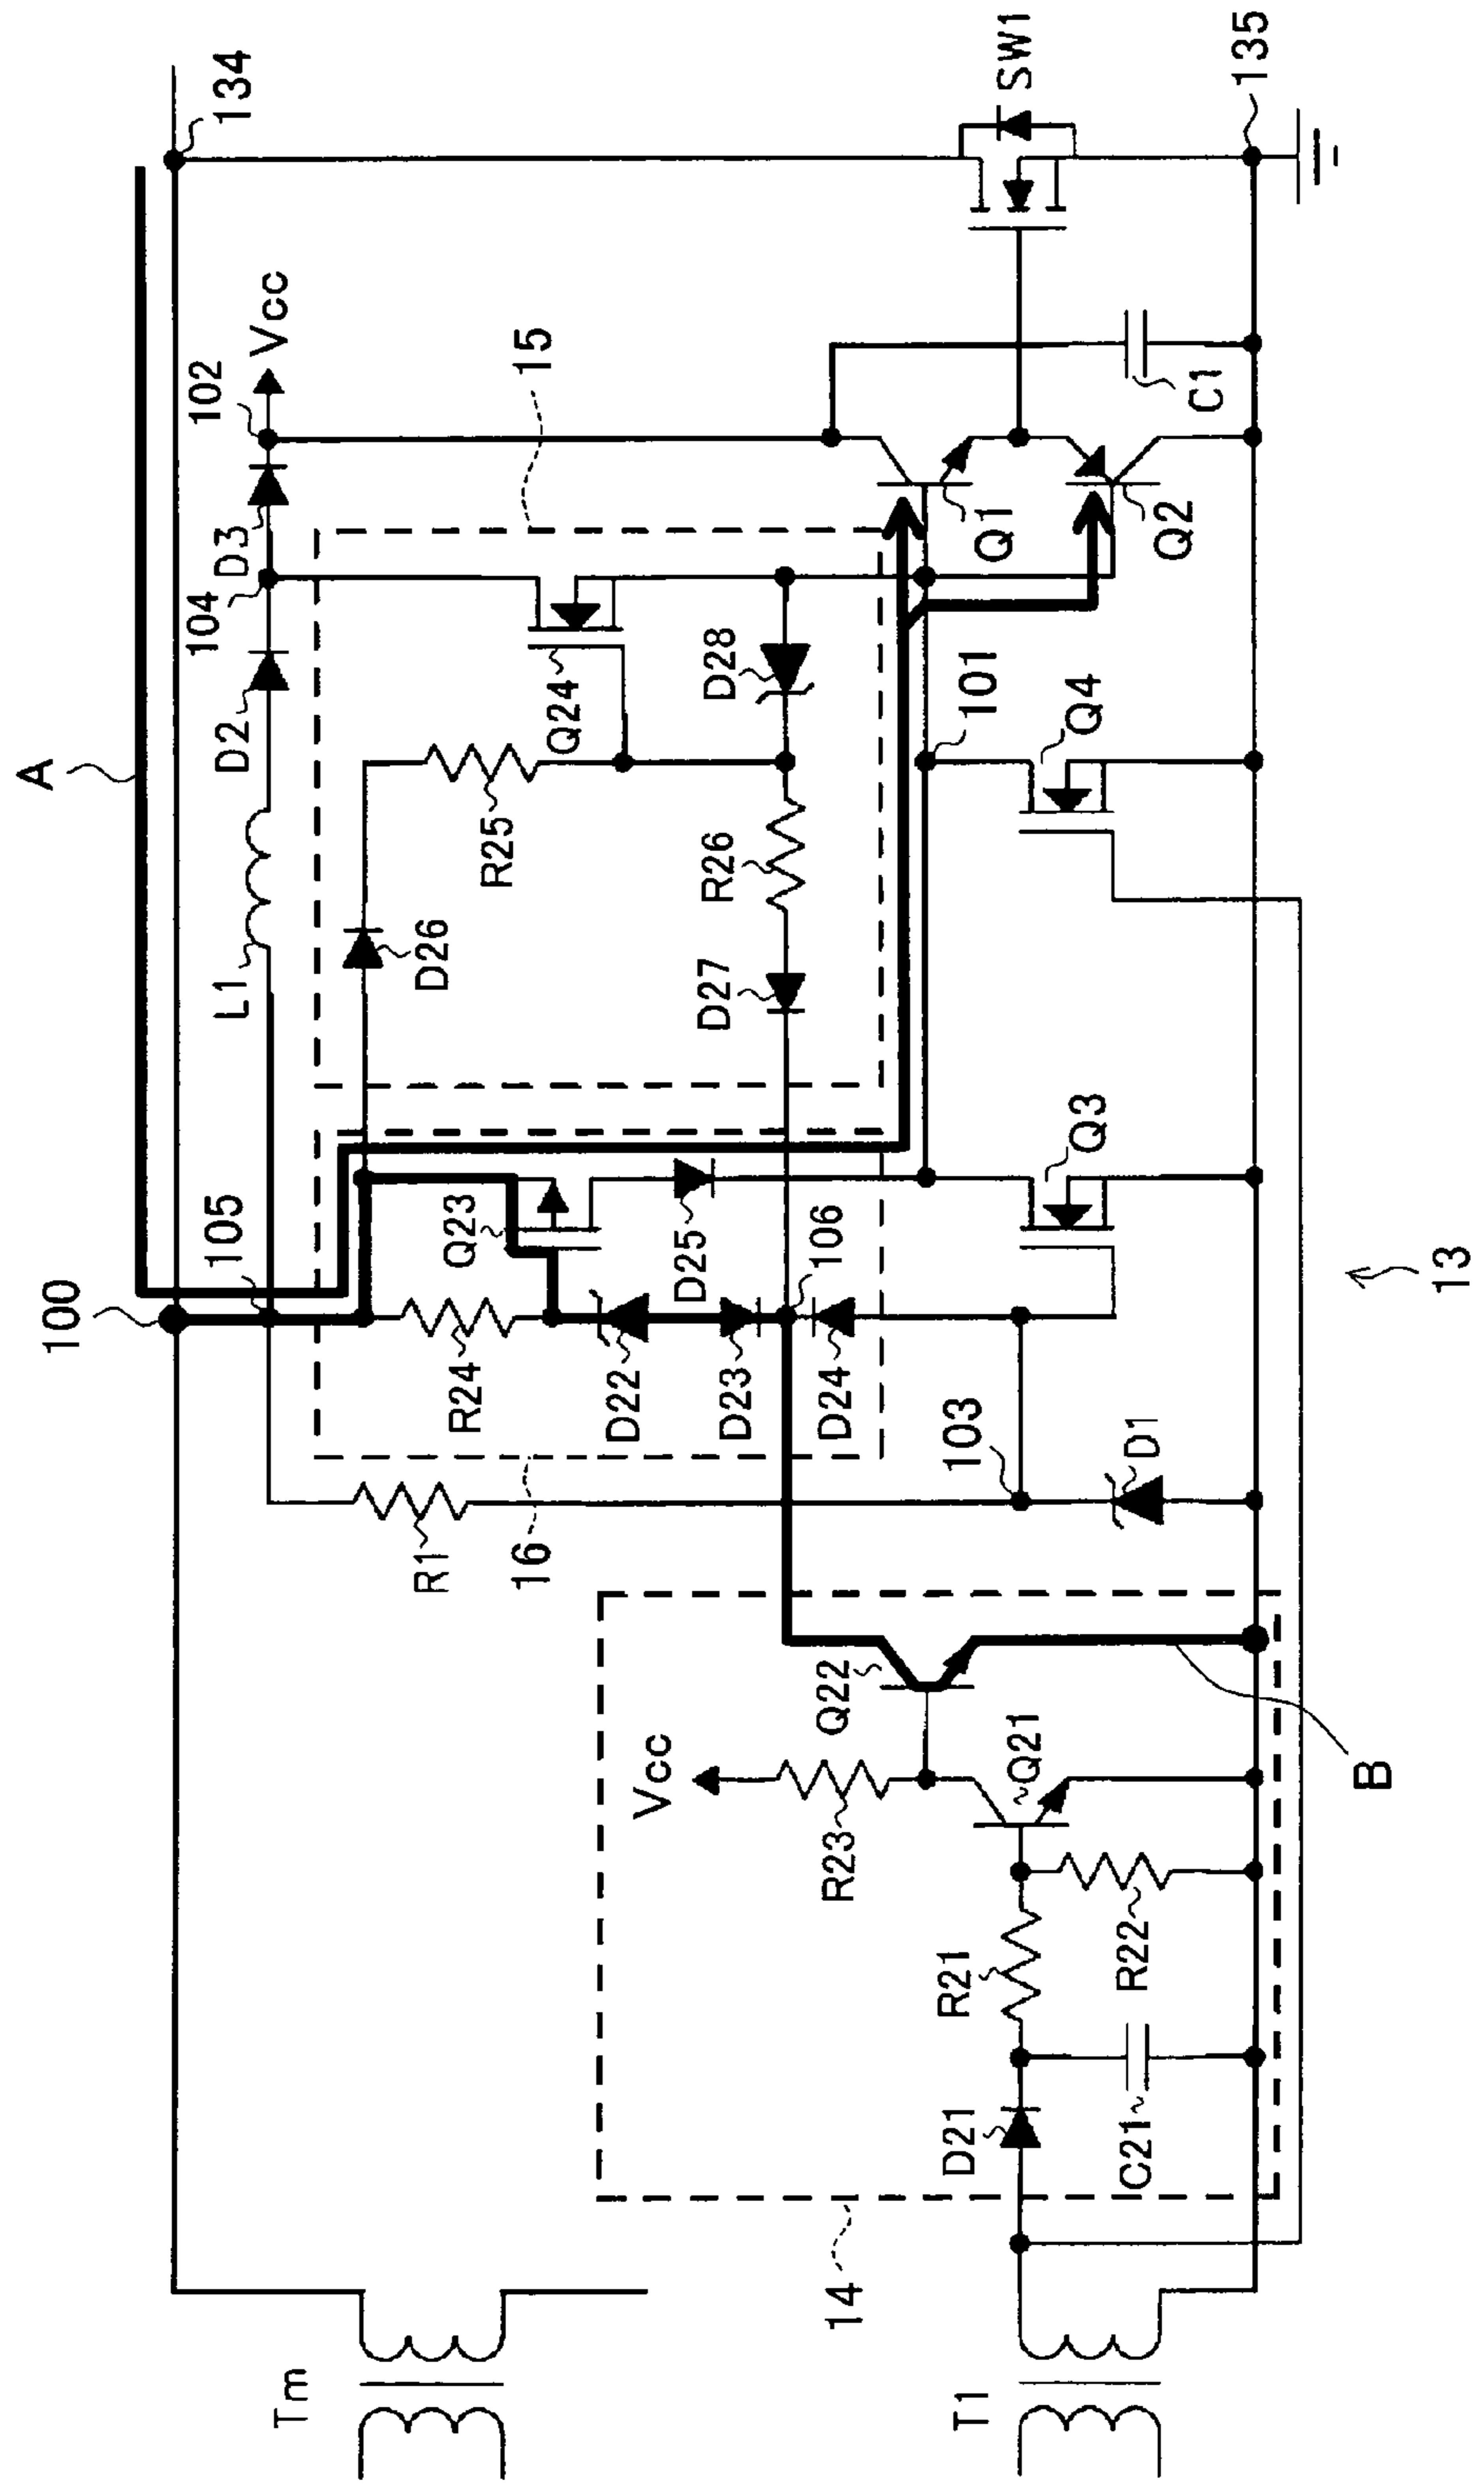 Tm
T1
14
D21
C21
R21
R22
R23
Vcc
Q21
Q22
B
R1
16
103
D1
100
105
R24
Q23
D22
D23
D24
D25
106
Q3
13
A
L1
D2
104
D3
102
Vcc
15
D26
R25
Q24
D27
R26
D28
101
Q4
Q1
Q2
C1
134
SW1
135